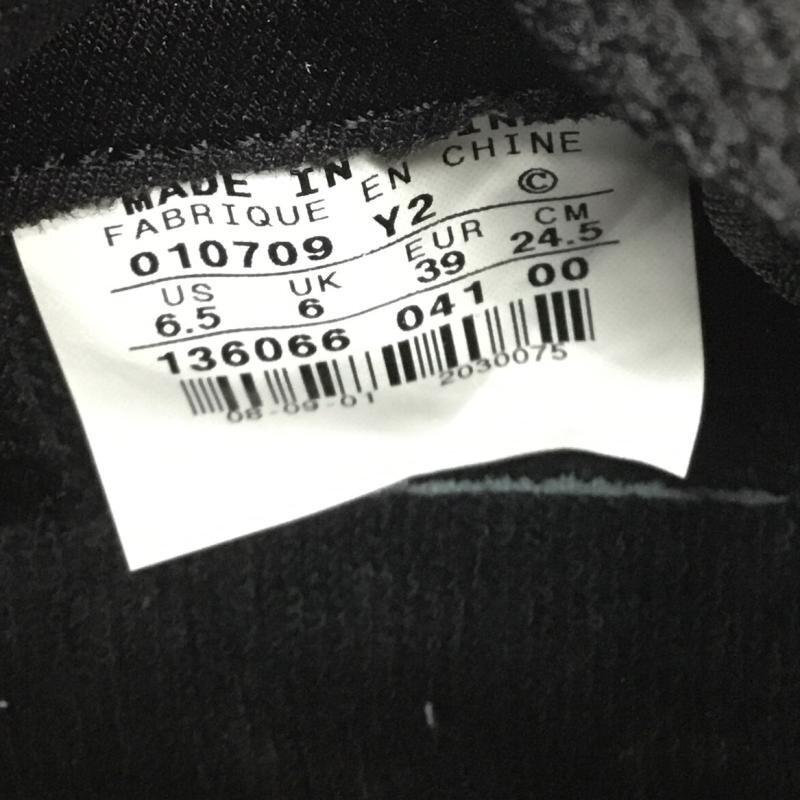 MADE IN CHINA
FABRIQUE EN CHINE
010709 Y2 ©
US UK EUR CM
6.5 6 39 24.5
136066 041 00
08-09-01 2030075